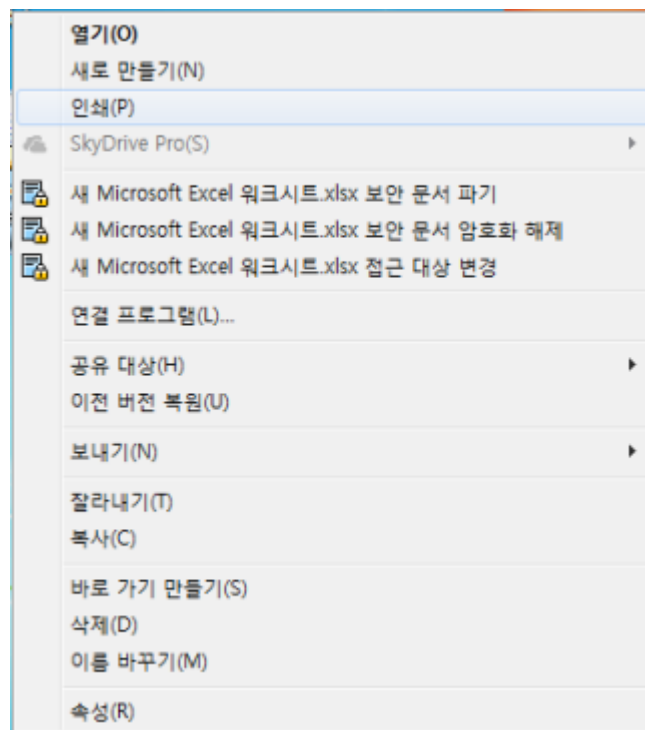 열기(O)
새로 만들기(N)
인쇄(P)
SkyDrive Pro(S)
새 Microsoft Excel 워크시트.xlsx 보안 문서 파기
새 Microsoft Excel 워크시트.xlsx 보안 문서 암호화 해제
새 Microsoft Excel 워크시트.xlsx 접근 대상 변경
연결 프로그램(L)...
공유 대상(H)
이전 버전 복원(U)
보내기(N)
잘라내기(T)
복사(C)
바로 가기 만들기(S)
삭제(D)
이름 바꾸기(M)
속성(R)